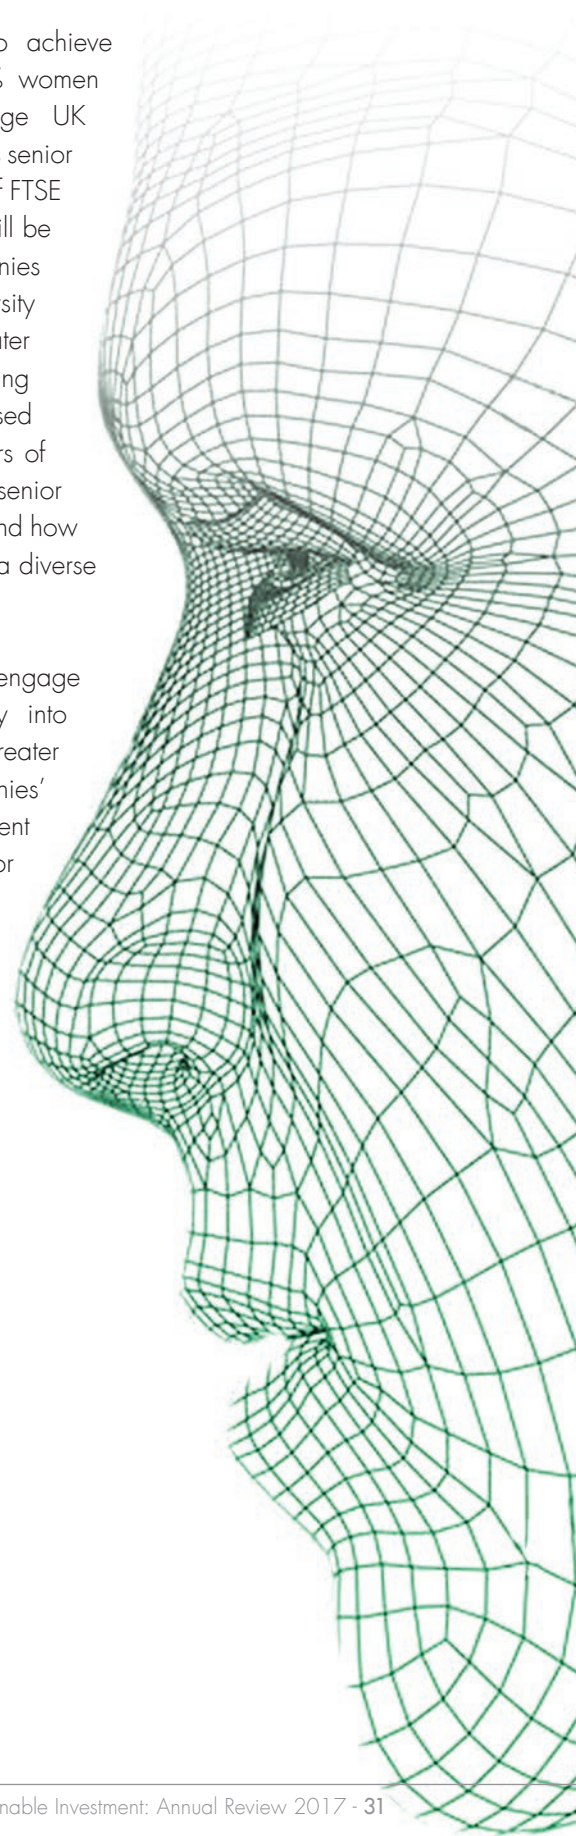 achieve
% women
ge UK
senior
FTSE
ill be
nies
sity
ter
ng
sed
rs of
senior
nd how
a diverse
engage
y into
reater
nies’
ent
or
nable Investment: Annual Review 2017 - 31